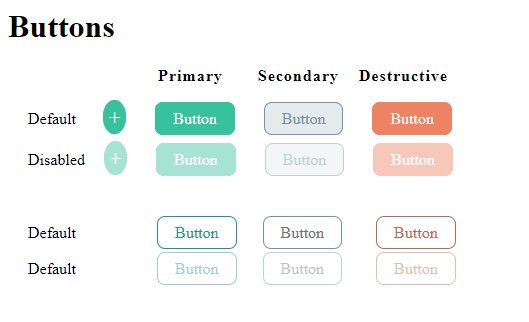 Buttons
Primary Secondary Destructive
Default + Button Button Button
Disabled + Button Button Button
Default Button Button Button
Default Button Button Button